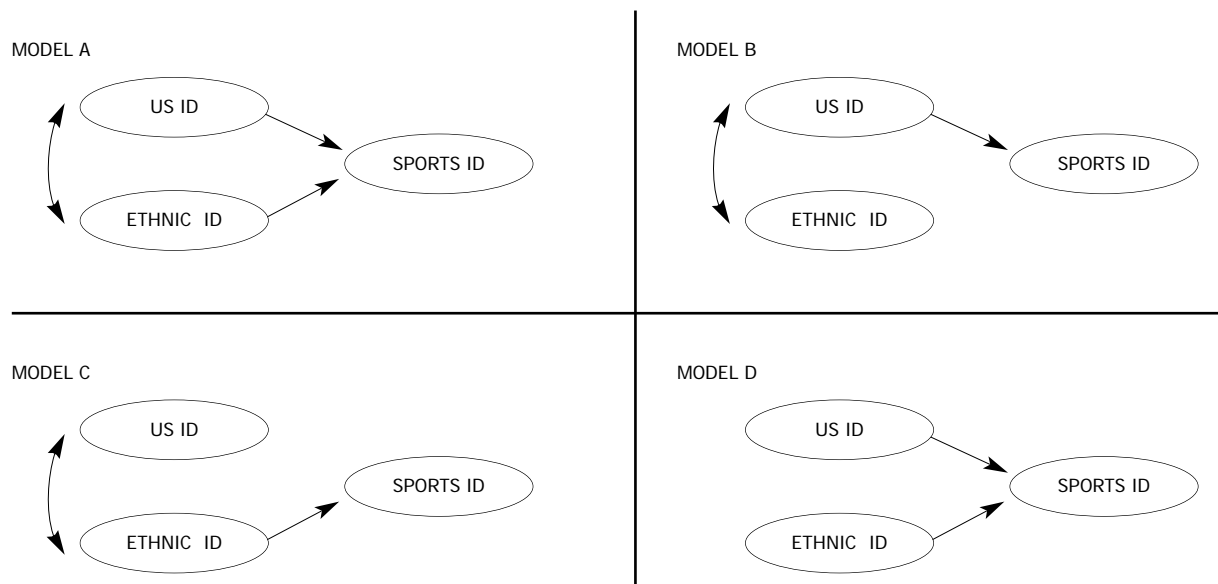 MODEL A
US ID
SPORTS ID
ETHNIC ID
MODEL B
US ID
SPORTS ID
ETHNIC ID
MODEL C
US ID
SPORTS ID
ETHNIC ID
MODEL D
US ID
SPORTS ID
ETHNIC ID